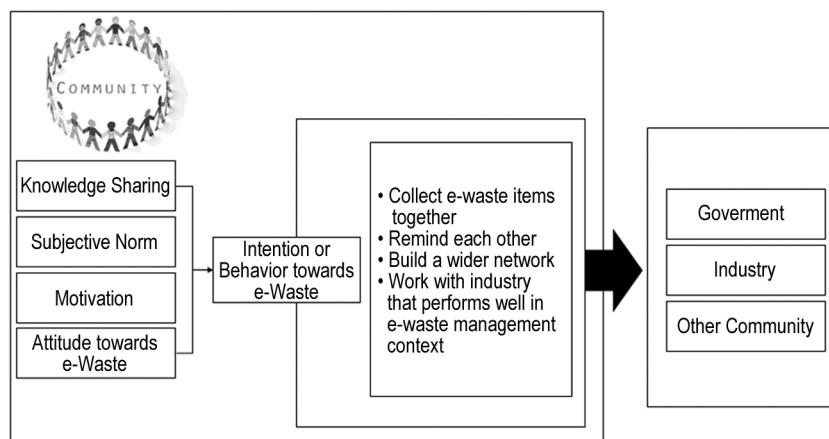 COMMUNITY
Knowledge Sharing
Subjective Norm
Motivation
Attitude towards
e-Waste
Intention or
Behavior towards
e-Waste
• Collect e-waste items
together
• Remind each other
• Build a wider network
• Work with industry
that performs well in
e-waste management
context
Goverment
Industry
Other Community